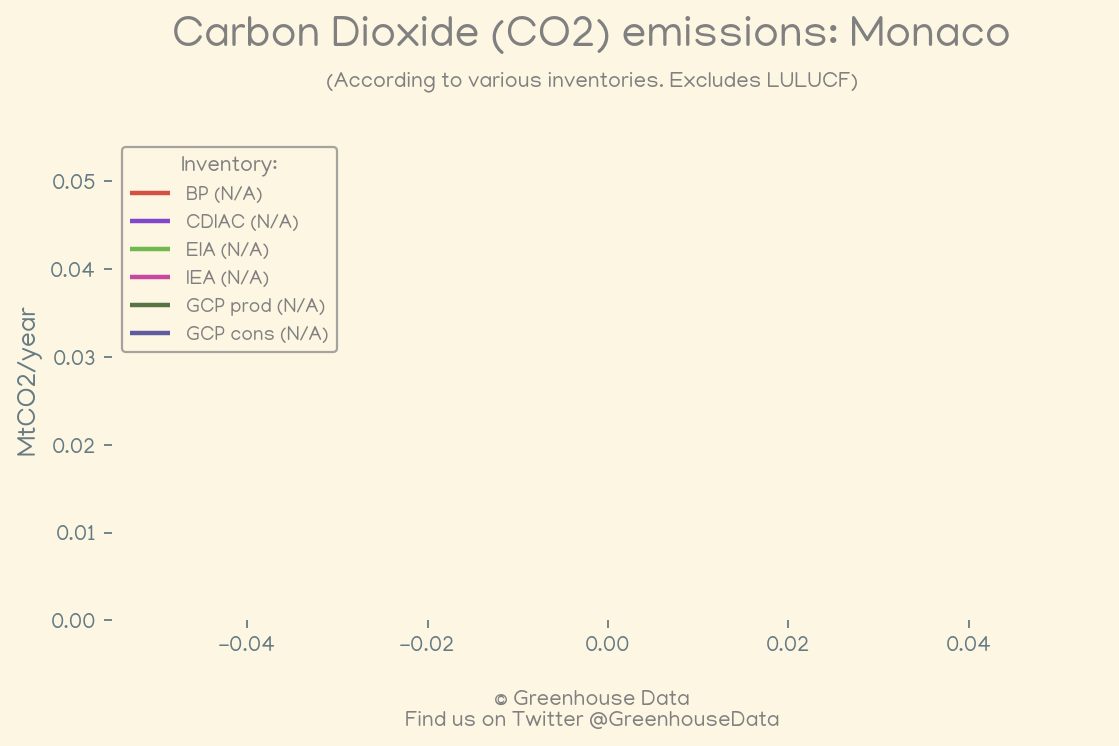 Carbon Dioxide (CO2) emissions: Monaco
(According to various inventories. Excludes LULUCF)
Inventory:
BP (N/A)
CDIAC (N/A)
EIA (N/A)
IEA (N/A)
GCP prod (N/A)
GCP cons (N/A)
MtCO2/year
0.05
0.04
0.03
0.02
0.01
0.00
−0.04
−0.02
0.00
0.02
0.04
© Greenhouse Data
Find us on Twitter @GreenhouseData